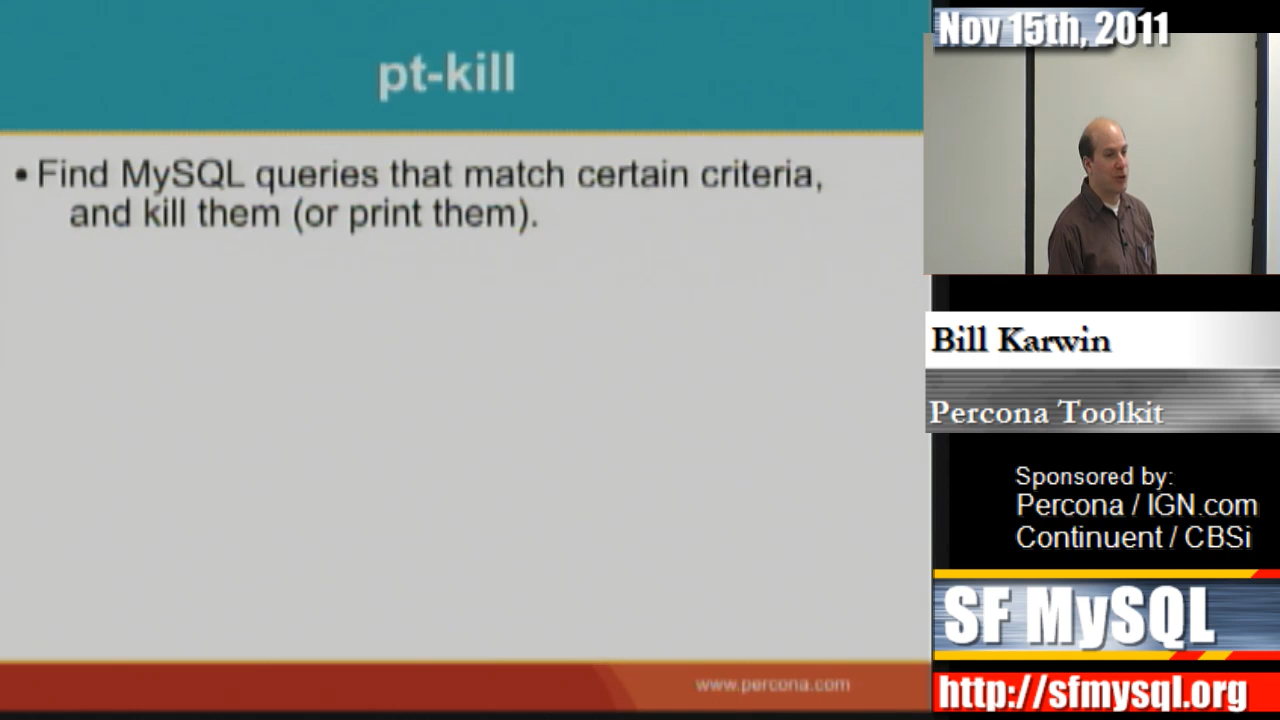 pt-kill
• Find MySQL queries that match certain criteria,
and kill them (or print them).
www.percona.com
Nov 15th, 2011
Bill Karwin
Percona Toolkit
Sponsored by:
Percona / IGN.com
Continuent / CBSi
SF MySQL
http://sfmysql.org